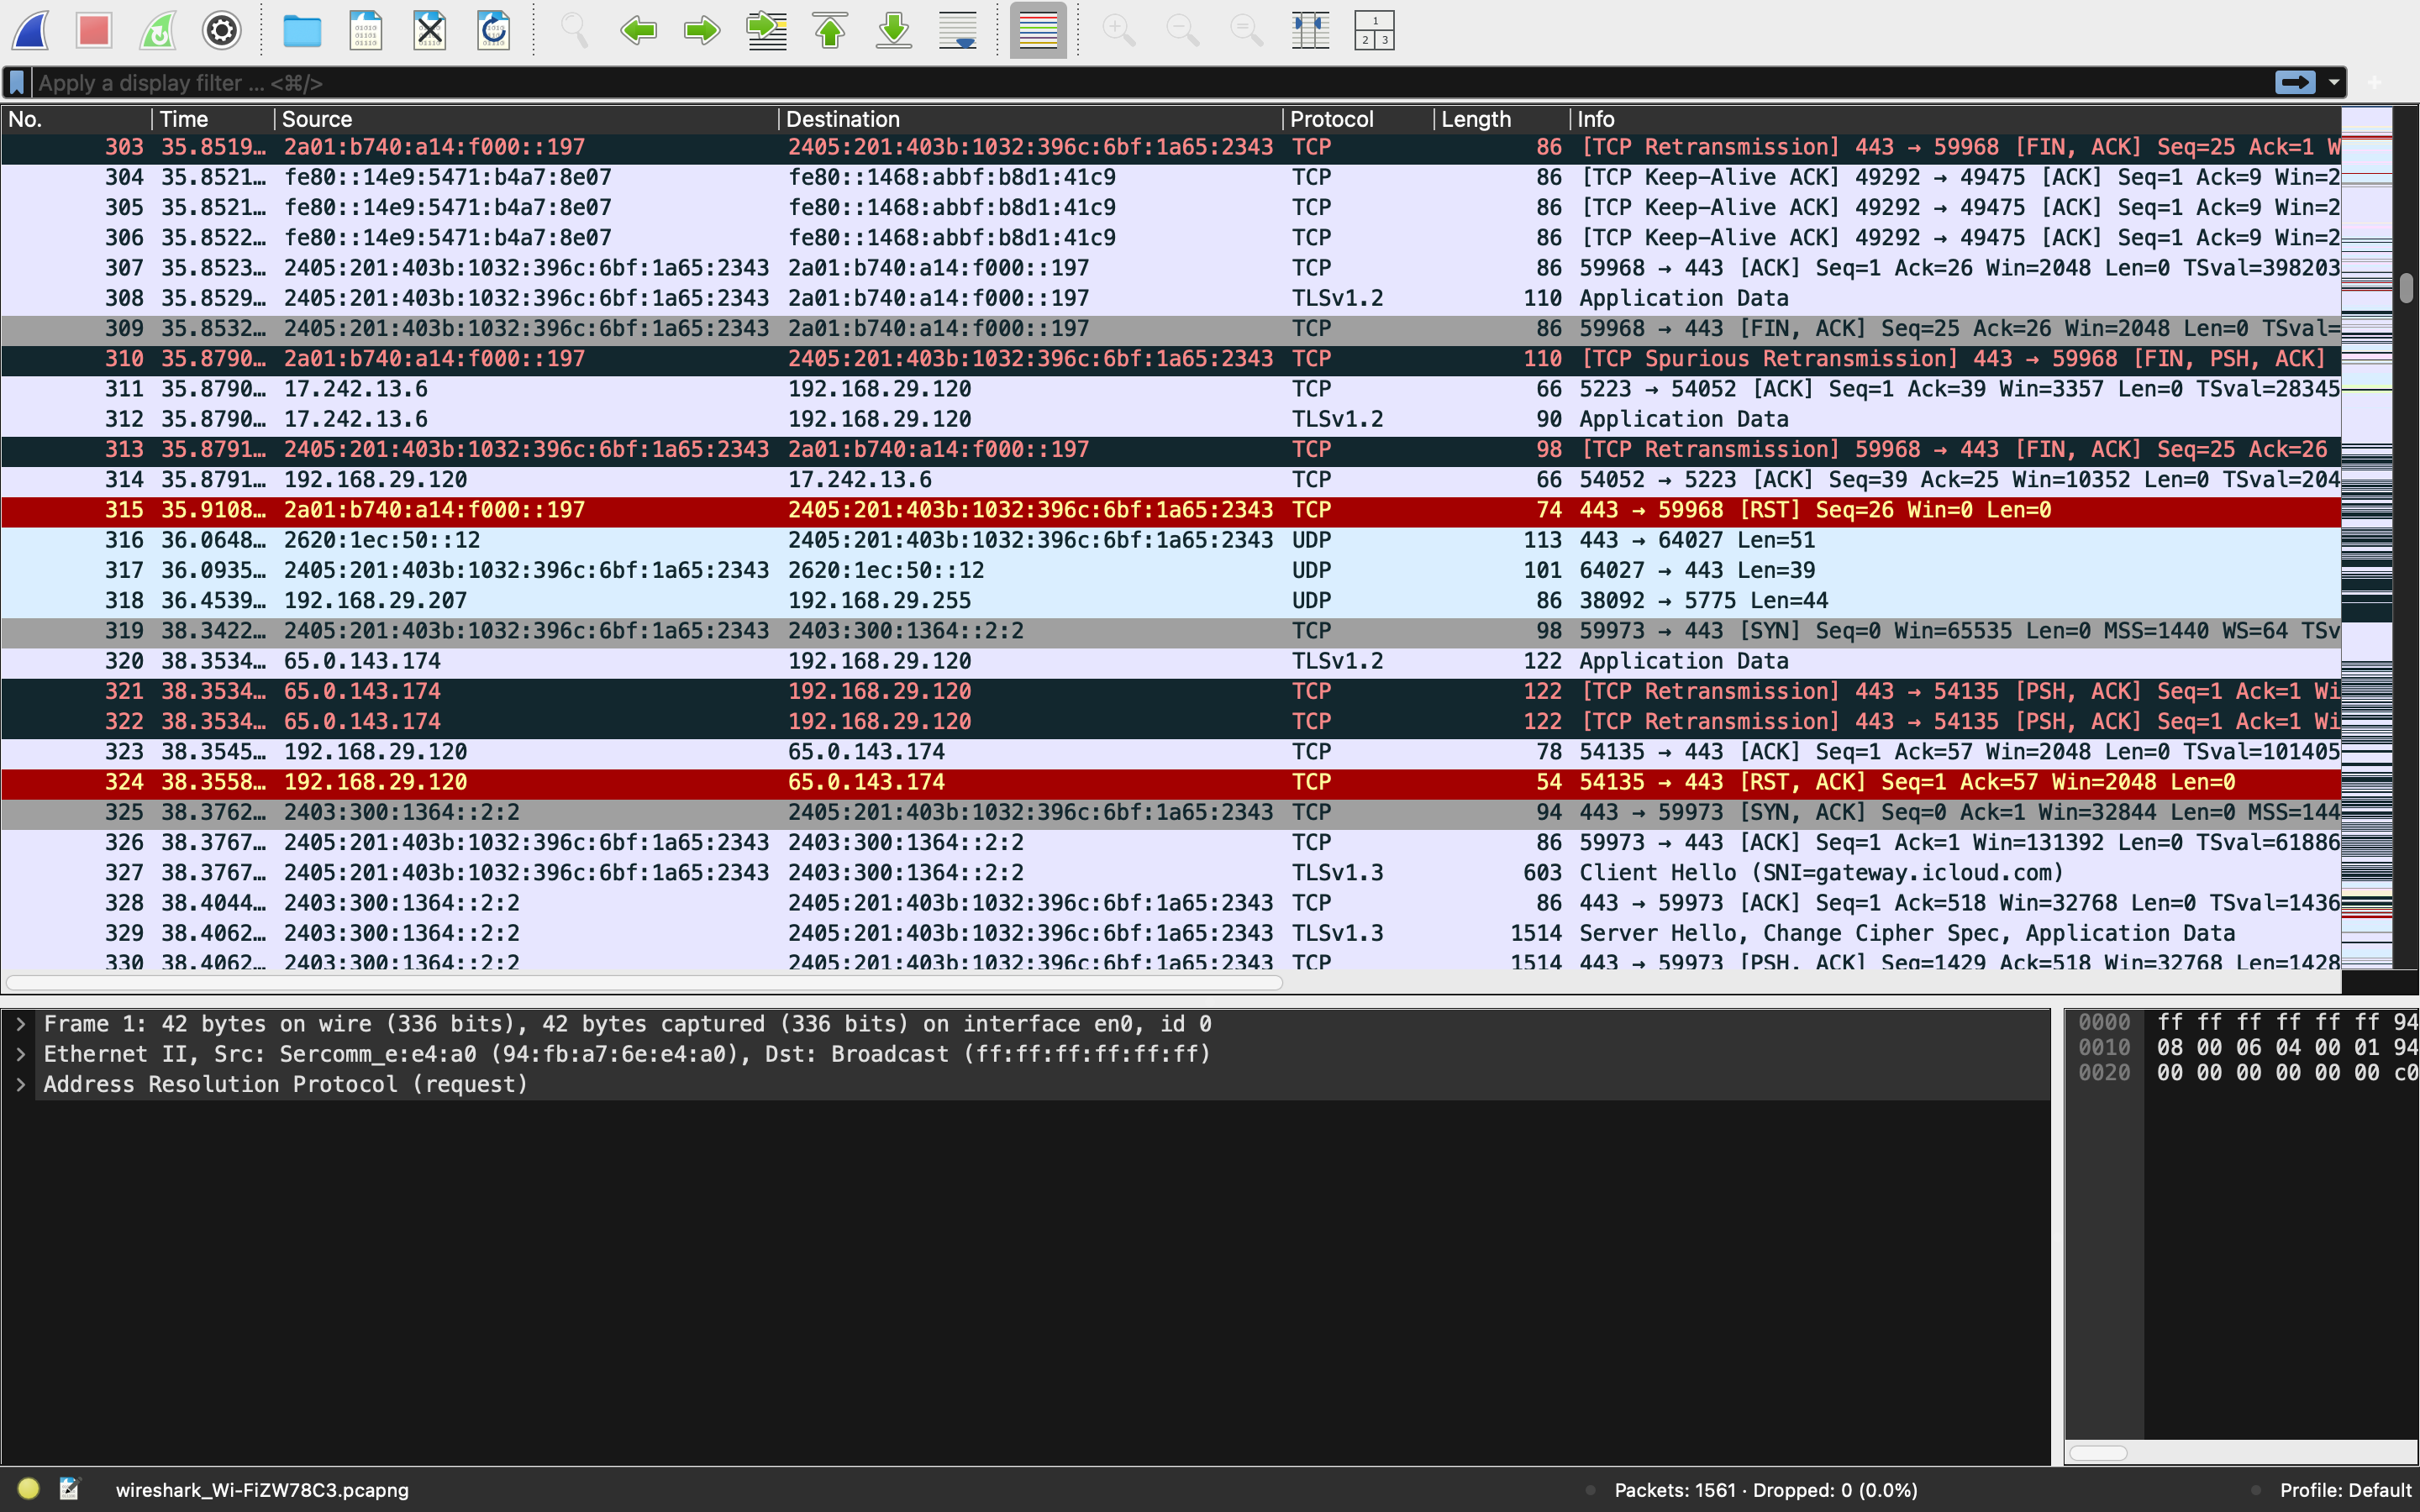 1
2 3
Apply a display filter ... <⌘/>
No. Time Source Destination Protocol Length Info
303 35.8519… 2a01:b740:a14:f000::197 2405:201:403b:1032:396c:6bf:1a65:2343 TCP 86 [TCP Retransmission] 443 → 59968 [FIN, ACK] Seq=25 Ack=1 W
304 35.8521… fe80::14e9:5471:b4a7:8e07 fe80::1468:abbf:b8d1:41c9 TCP 86 [TCP Keep-Alive ACK] 49292 → 49475 [ACK] Seq=1 Ack=9 Win=2
305 35.8521… fe80::14e9:5471:b4a7:8e07 fe80::1468:abbf:b8d1:41c9 TCP 86 [TCP Keep-Alive ACK] 49292 → 49475 [ACK] Seq=1 Ack=9 Win=2
306 35.8522… fe80::14e9:5471:b4a7:8e07 fe80::1468:abbf:b8d1:41c9 TCP 86 [TCP Keep-Alive ACK] 49292 → 49475 [ACK] Seq=1 Ack=9 Win=2
307 35.8523… 2405:201:403b:1032:396c:6bf:1a65:2343 2a01:b740:a14:f000::197 TCP 86 59968 → 443 [ACK] Seq=1 Ack=26 Win=2048 Len=0 TSval=398203
308 35.8529… 2405:201:403b:1032:396c:6bf:1a65:2343 2a01:b740:a14:f000::197 TLSv1.2 110 Application Data
309 35.8532… 2405:201:403b:1032:396c:6bf:1a65:2343 2a01:b740:a14:f000::197 TCP 86 59968 → 443 [FIN, ACK] Seq=25 Ack=26 Win=2048 Len=0 TSval=
310 35.8790… 2a01:b740:a14:f000::197 2405:201:403b:1032:396c:6bf:1a65:2343 TCP 110 [TCP Spurious Retransmission] 443 → 59968 [FIN, PSH, ACK]
311 35.8790… 17.242.13.6 192.168.29.120 TCP 66 5223 → 54052 [ACK] Seq=1 Ack=39 Win=3357 Len=0 TSval=28345
312 35.8790… 17.242.13.6 192.168.29.120 TLSv1.2 90 Application Data
313 35.8791… 2405:201:403b:1032:396c:6bf:1a65:2343 2a01:b740:a14:f000::197 TCP 98 [TCP Retransmission] 59968 → 443 [FIN, ACK] Seq=25 Ack=26
314 35.8791… 192.168.29.120 17.242.13.6 TCP 66 54052 → 5223 [ACK] Seq=39 Ack=25 Win=10352 Len=0 TSval=204
315 35.9108… 2a01:b740:a14:f000::197 2405:201:403b:1032:396c:6bf:1a65:2343 TCP 74 443 → 59968 [RST] Seq=26 Win=0 Len=0
316 36.0648… 2620:1ec:50::12 2405:201:403b:1032:396c:6bf:1a65:2343 UDP 113 443 → 64027 Len=51
317 36.0935… 2405:201:403b:1032:396c:6bf:1a65:2343 2620:1ec:50::12 UDP 101 64027 → 443 Len=39
318 36.4539… 192.168.29.207 192.168.29.255 UDP 86 38092 → 5775 Len=44
319 38.3422… 2405:201:403b:1032:396c:6bf:1a65:2343 2403:300:1364::2:2 TCP 98 59973 → 443 [SYN] Seq=0 Win=65535 Len=0 MSS=1440 WS=64 TSv
320 38.3534… 65.0.143.174 192.168.29.120 TLSv1.2 122 Application Data
321 38.3534… 65.0.143.174 192.168.29.120 TCP 122 [TCP Retransmission] 443 → 54135 [PSH, ACK] Seq=1 Ack=1 Wi
322 38.3534… 65.0.143.174 192.168.29.120 TCP 122 [TCP Retransmission] 443 → 54135 [PSH, ACK] Seq=1 Ack=1 Wi
323 38.3545… 192.168.29.120 65.0.143.174 TCP 78 54135 → 443 [ACK] Seq=1 Ack=57 Win=2048 Len=0 TSval=101405
324 38.3558… 192.168.29.120 65.0.143.174 TCP 54 54135 → 443 [RST, ACK] Seq=1 Ack=57 Win=2048 Len=0
325 38.3762… 2403:300:1364::2:2 2405:201:403b:1032:396c:6bf:1a65:2343 TCP 94 443 → 59973 [SYN, ACK] Seq=0 Ack=1 Win=32844 Len=0 MSS=144
326 38.3767… 2405:201:403b:1032:396c:6bf:1a65:2343 2403:300:1364::2:2 TCP 86 59973 → 443 [ACK] Seq=1 Ack=1 Win=131392 Len=0 TSval=61886
327 38.3767… 2405:201:403b:1032:396c:6bf:1a65:2343 2403:300:1364::2:2 TLSv1.3 603 Client Hello (SNI=gateway.icloud.com)
328 38.4044… 2403:300:1364::2:2 2405:201:403b:1032:396c:6bf:1a65:2343 TCP 86 443 → 59973 [ACK] Seq=1 Ack=518 Win=32768 Len=0 TSval=1436
329 38.4062… 2403:300:1364::2:2 2405:201:403b:1032:396c:6bf:1a65:2343 TLSv1.3 1514 Server Hello, Change Cipher Spec, Application Data
330 38.4062… 2403:300:1364::2:2 2405:201:403b:1032:396c:6bf:1a65:2343 TCP 1514 443 → 59973 [PSH, ACK] Seq=1429 Ack=518 Win=32768 Len=1428
Frame 1: 42 bytes on wire (336 bits), 42 bytes captured (336 bits) on interface en0, id 0
Ethernet II, Src: Sercomm_e:e4:a0 (94:fb:a7:6e:e4:a0), Dst: Broadcast (ff:ff:ff:ff:ff:ff)
Address Resolution Protocol (request)
0000 ff ff ff ff ff ff 94
0010 08 00 06 04 00 01 94
0020 00 00 00 00 00 00 c0
wireshark_Wi-FiZW78C3.pcapng
Packets: 1561 · Dropped: 0 (0.0%)
Profile: Default